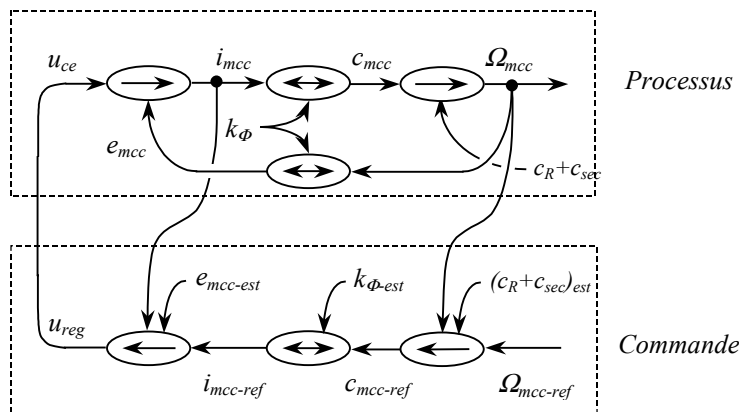 u_ce
i_mcc
c_mcc
Ω_mcc
Processus
e_mcc
k_Φ
c_R+c_sec
e_mcc-est
k_Φ-est
(c_R+c_sec)_est
u_reg
Commande
i_mcc-ref
c_mcc-ref
Ω_mcc-ref